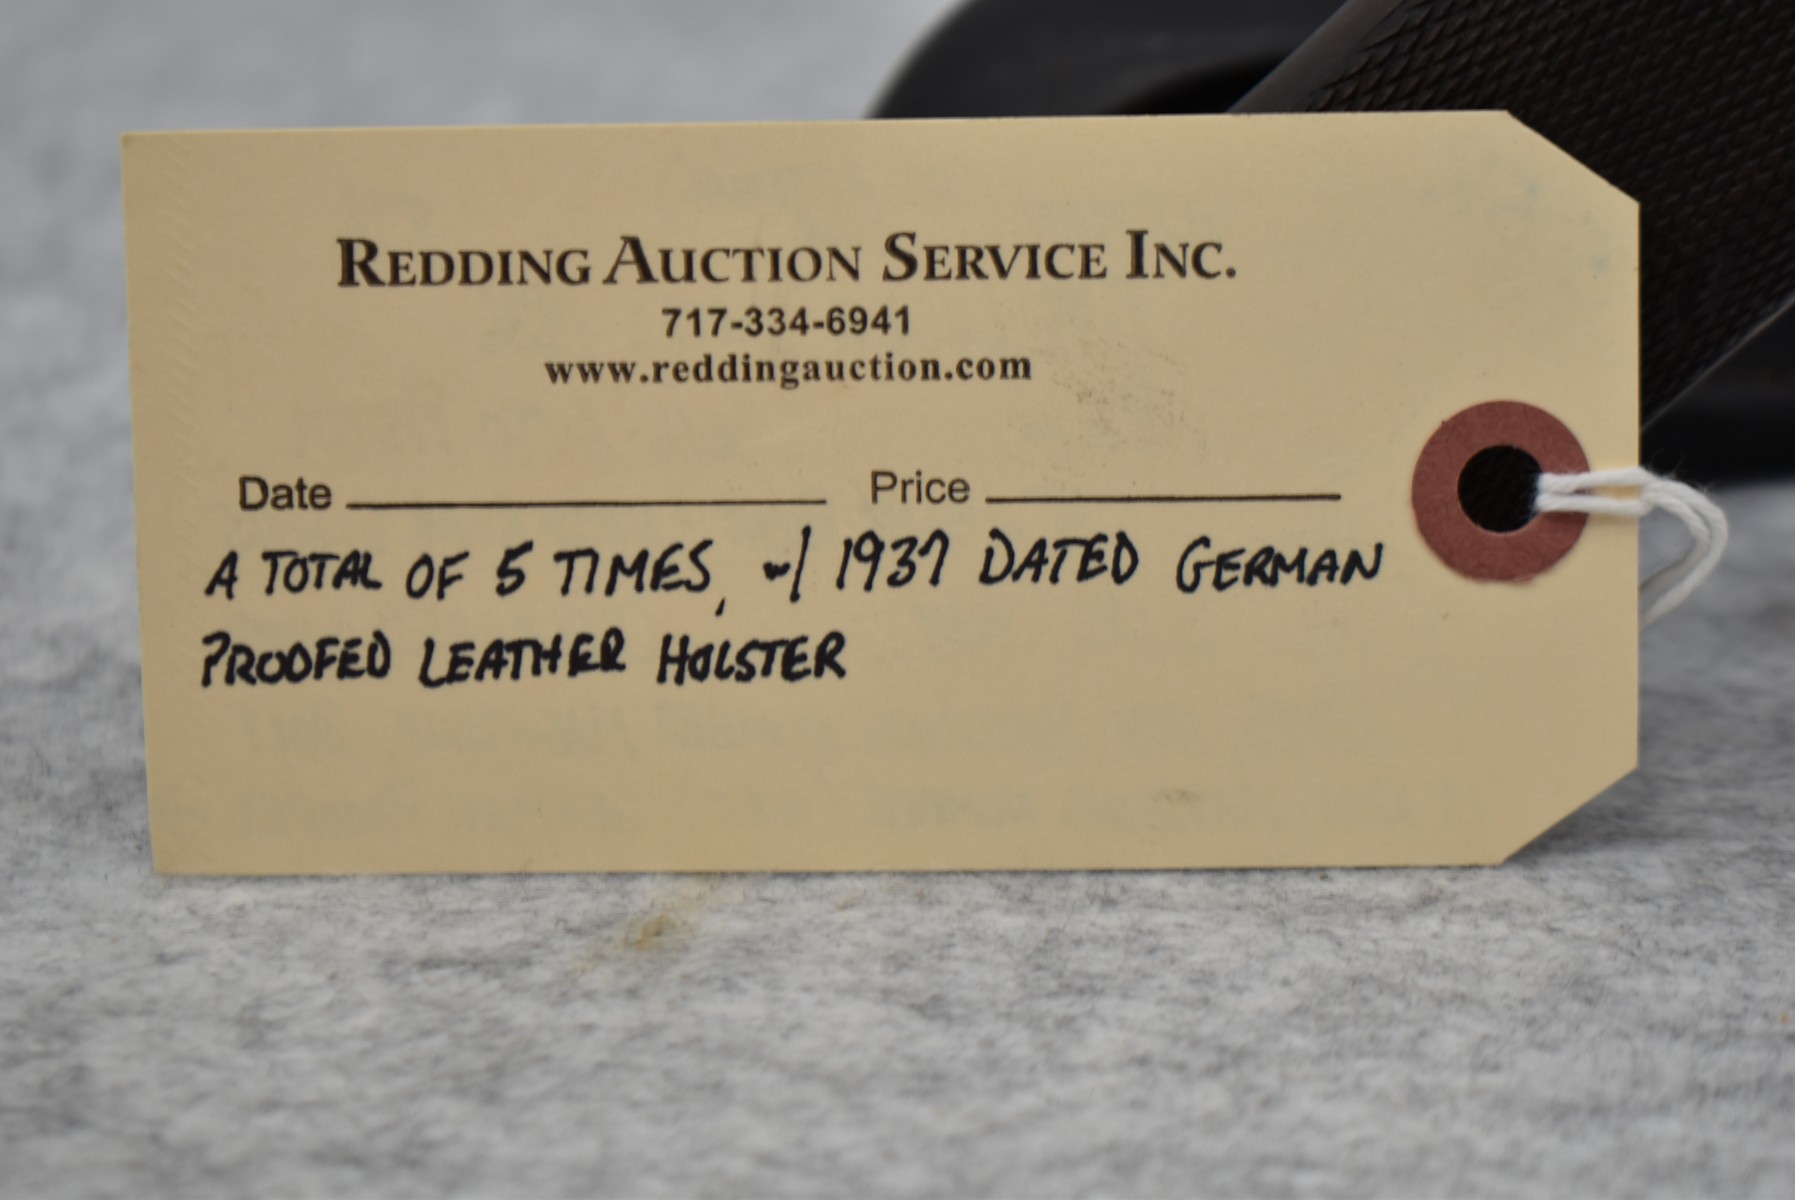 REDDING AUCTION SERVICE INC.
717-334-6941
www.reddingauction.com
Date Price
A TOTAL OF 5 TIMES, w/ 1937 DATED GERMAN
PROOFED LEATHER HOLSTER